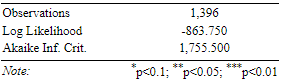 Observations 1,396
Log Likelihood -863.750
Akaike Inf. Crit. 1,755.500
Note: *p<0.1; **p<0.05; ***p<0.01